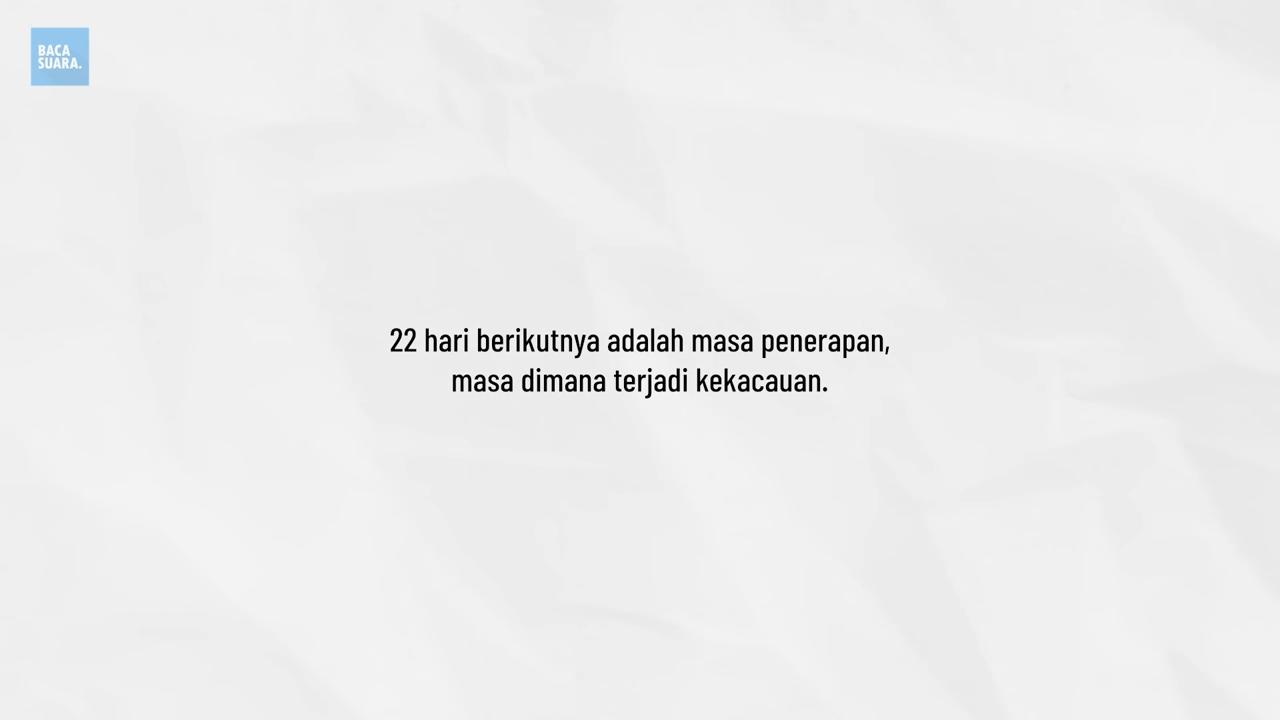 BACA
SUARA.
22 hari berikutnya adalah masa penerapan,
masa dimana terjadi kekacauan.